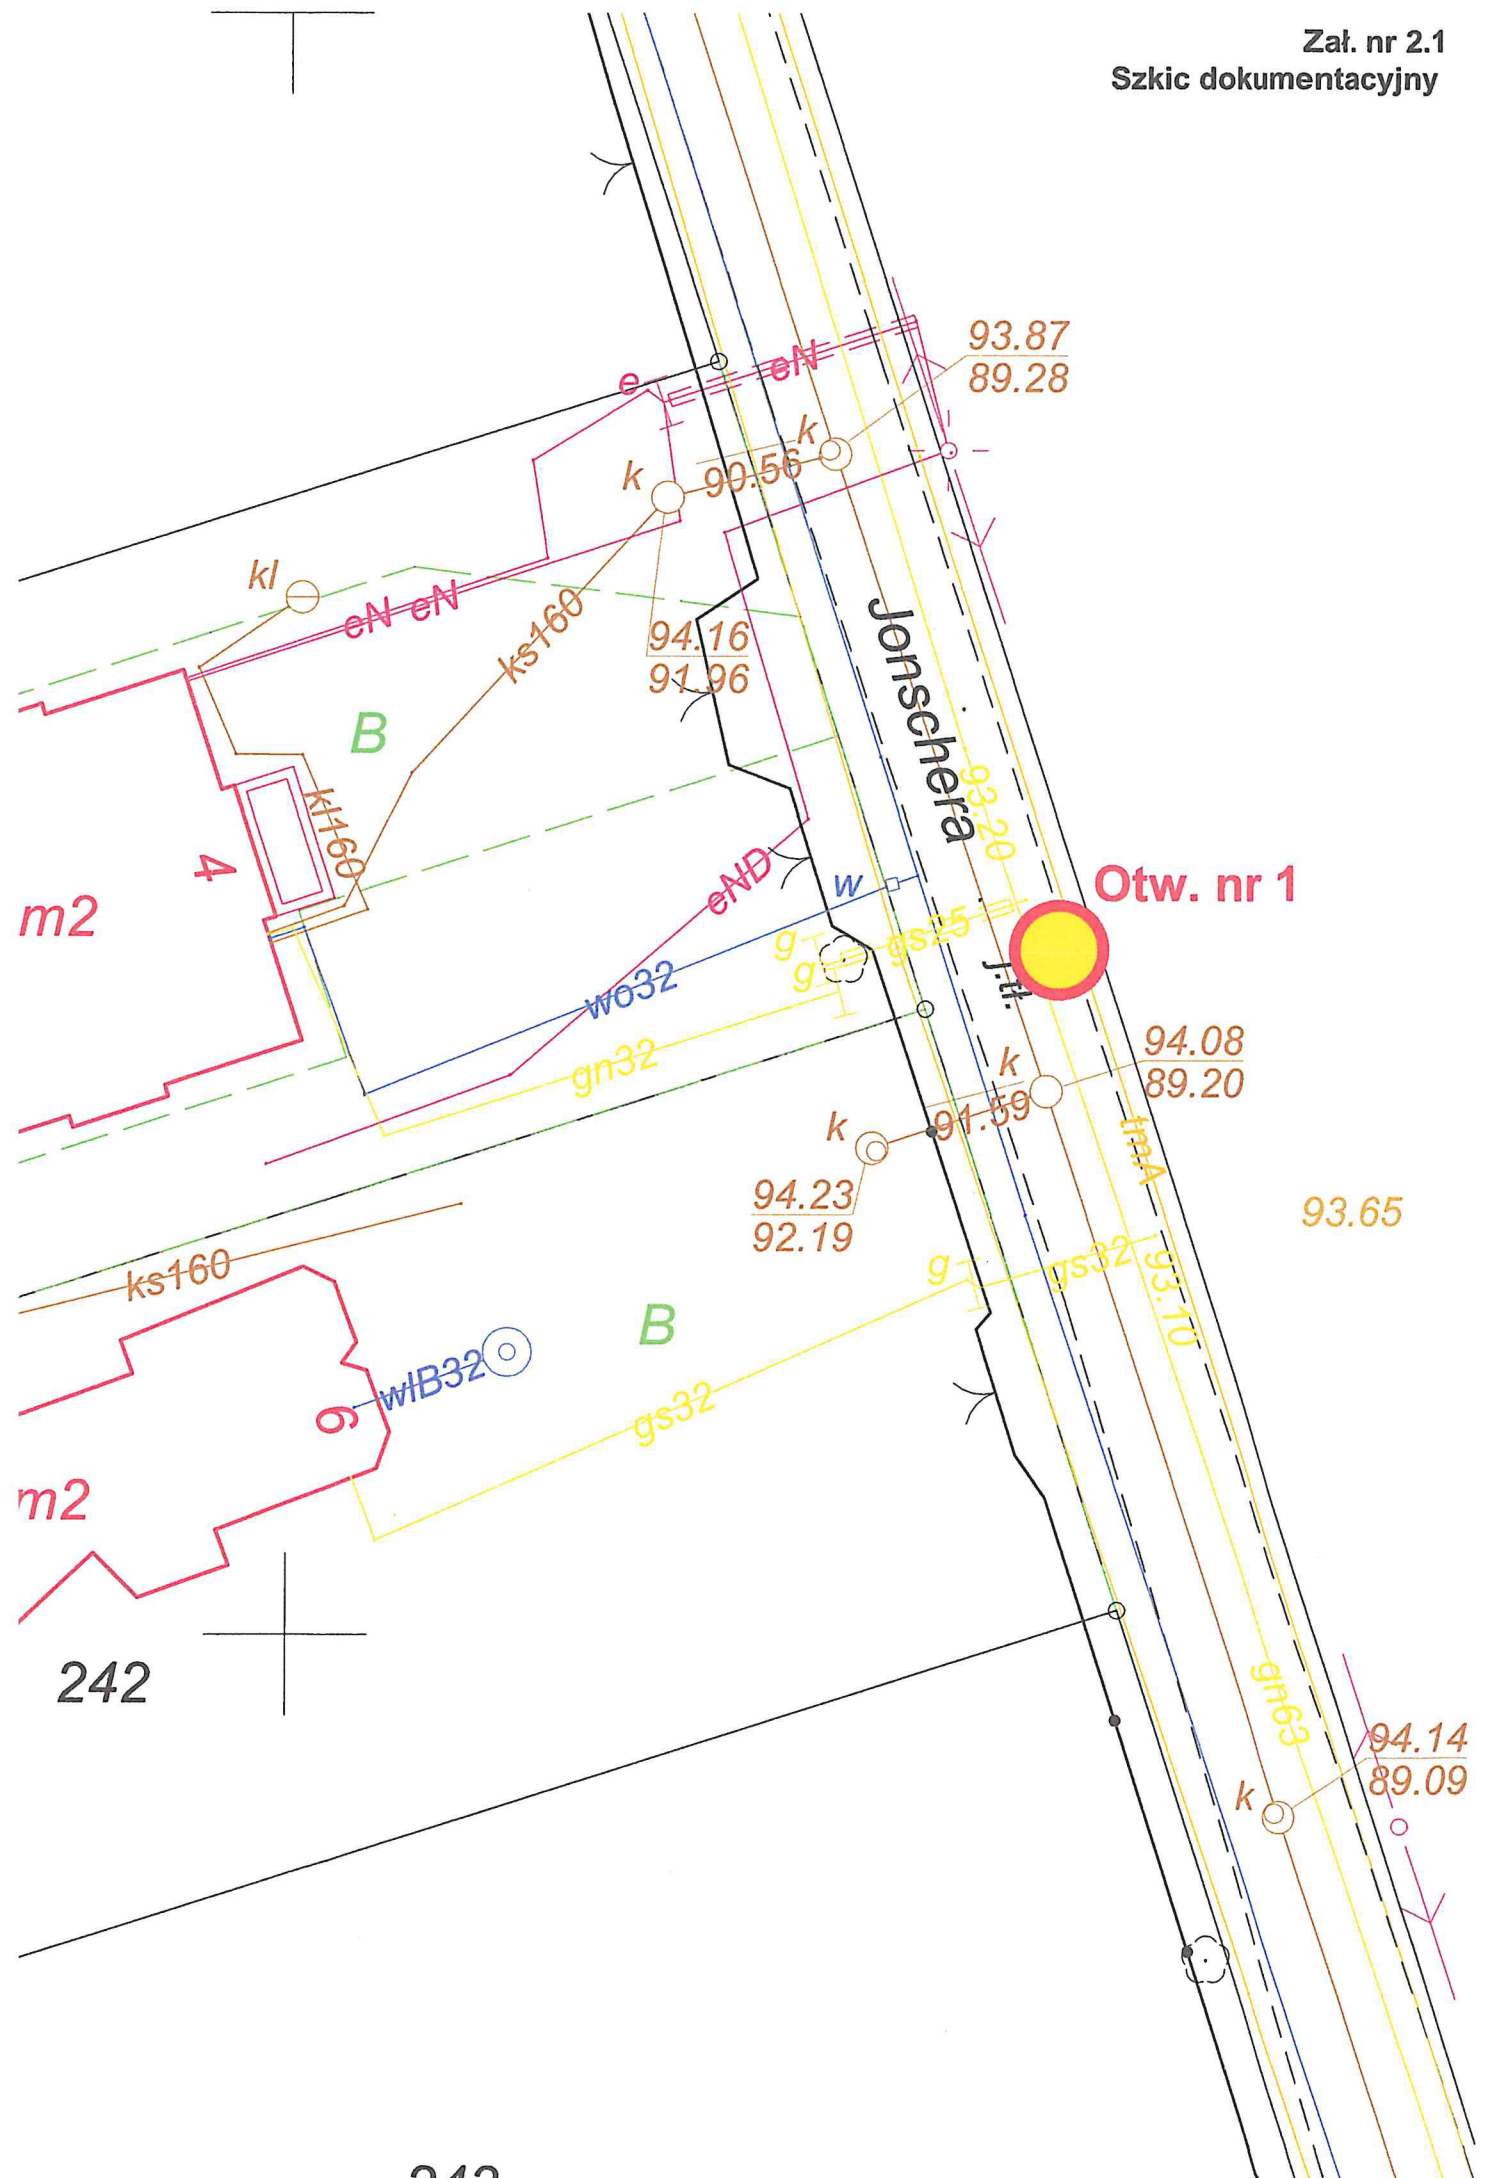 Zał. nr 2.1
Szkic dokumentacyjny
93.87
89.28
eN
e
k
k
90.56
kl
eN eN
ks160
94.16
91.96
Jonschera
B
93.20
kl160
4
m2
eND
w
Otw. nr 1
gs25
g
g
j.tł.
wo32
gn32
94.08
89.20
k
91.59
k
tmA
94.23
92.19
93.65
ks160
g
gs32
93.10
B
wlB32
6
gs32
m2
242
gn63
94.14
89.09
k